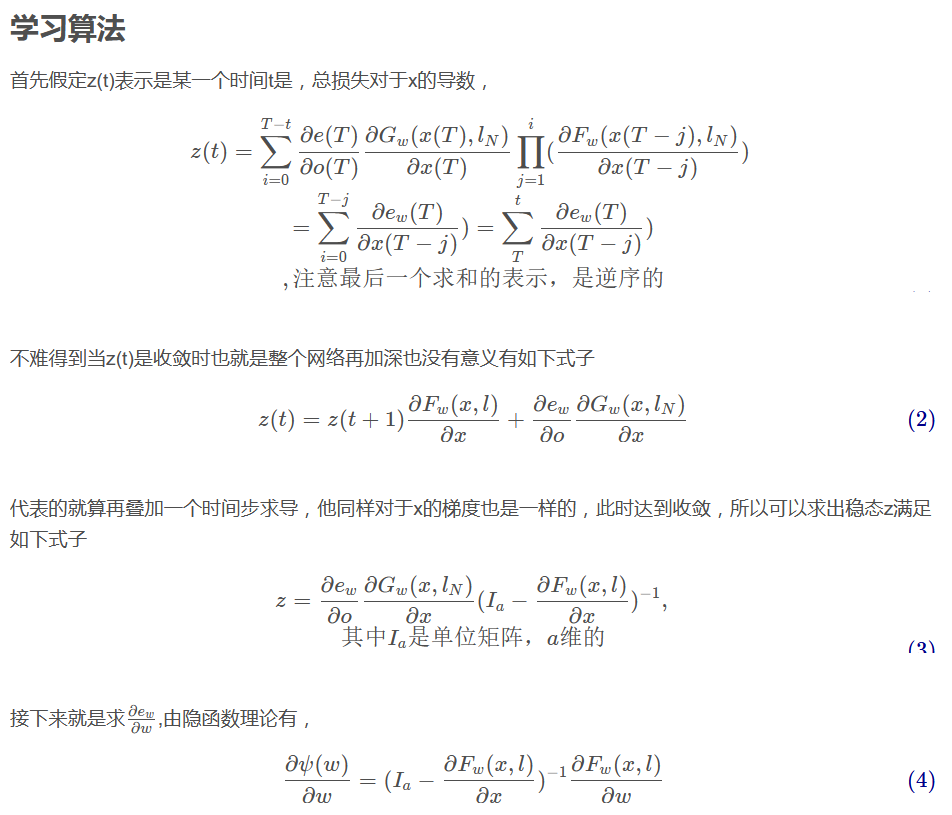 学习算法
首先假定z(t)表示是某一个时间t是，总损失对于x的导数，
z(t) = \sum_{i=0}^{T-t} \frac{\partial e(T)}{\partial o(T)} \frac{\partial G_w(x(T), l_N)}{\partial x(T)} \prod_{j=1}^{i} (\frac{\partial F_w(x(T-j), l_N)}{\partial x(T-j)})
= \sum_{i=0}^{T-j} \frac{\partial e_w(T)}{\partial x(T-j)}) = \sum_{T}^{t} \frac{\partial e_w(T)}{\partial x(T-j)})
,注意最后一个求和的表示，是逆序的
不难得到当z(t)是收敛时也就是整个网络再加深也没有意义有如下式子
z(t) = z(t+1) \frac{\partial F_w(x, l)}{\partial x} + \frac{\partial e_w}{\partial o} \frac{\partial G_w(x, l_N)}{\partial x} (2)
代表的就算再叠加一个时间步求导，他同样对于x的梯度也是一样的，此时达到收敛，所以可以求出稳态z满足
如下式子
z = \frac{\partial e_w}{\partial o} \frac{\partial G_w(x, l_N)}{\partial x} (I_a - \frac{\partial F_w(x, l)}{\partial x})^{-1},
其中I_a是单位矩阵，a维的 (3)
接下来就是求\frac{\partial e_w}{\partial w},由隐函数理论有，
\frac{\partial \psi(w)}{\partial w} = (I_a - \frac{\partial F_w(x, l)}{\partial x})^{-1} \frac{\partial F_w(x, l)}{\partial w} (4)